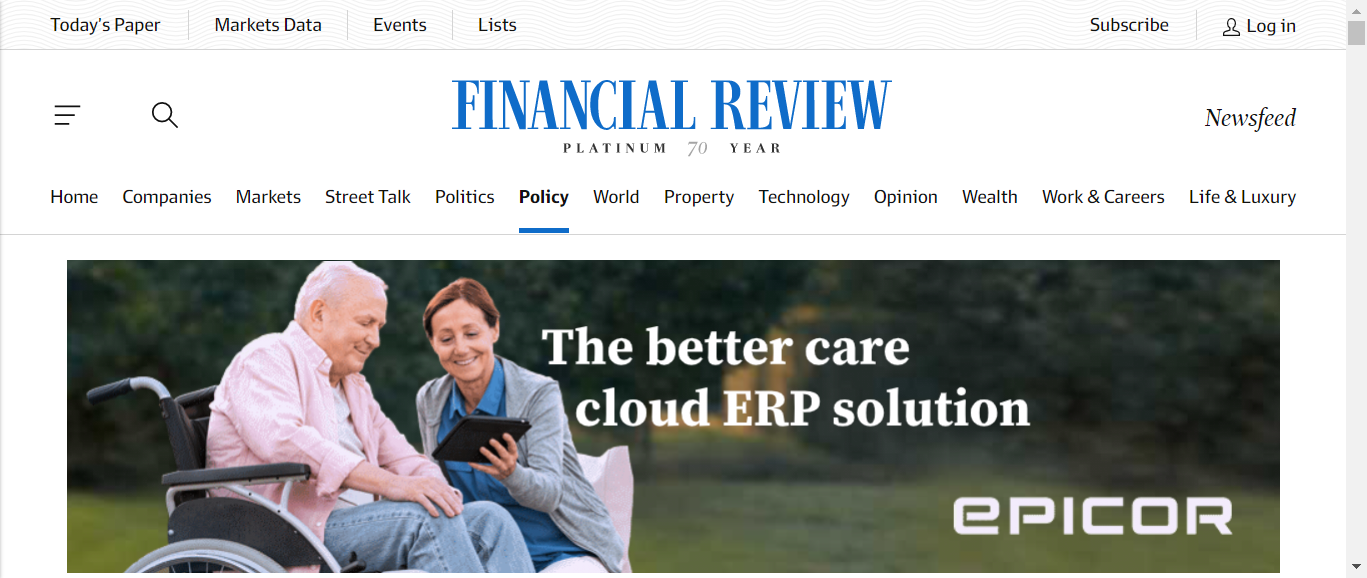 Today's Paper Markets Data Events Lists Subscribe Log in
FINANCIAL REVIEW
PLATINUM 70 YEAR
Newsfeed
Home Companies Markets Street Talk Politics Policy World Property Technology Opinion Wealth Work & Careers Life & Luxury
The better care
cloud ERP solution
EPICOR